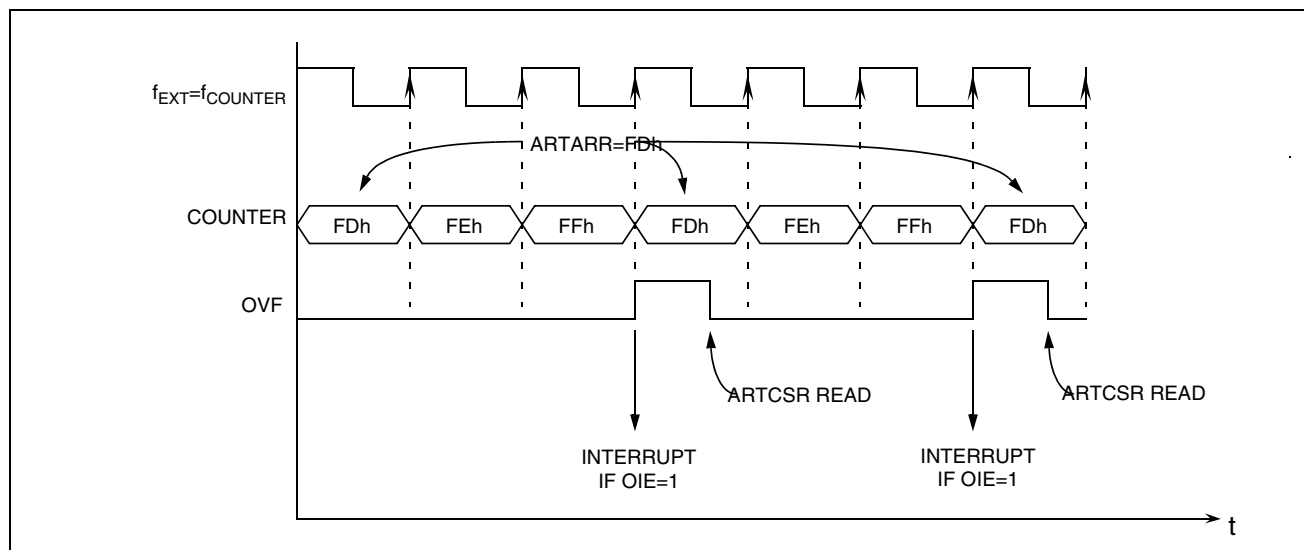 fEXT=fCOUNTER
ARTARR=FDh
COUNTER
FDh FEh FFh FDh FEh FFh FDh
OVF
ARTCSR READ
ARTCSR READ
INTERRUPT
IF OIE=1
INTERRUPT
IF OIE=1
t